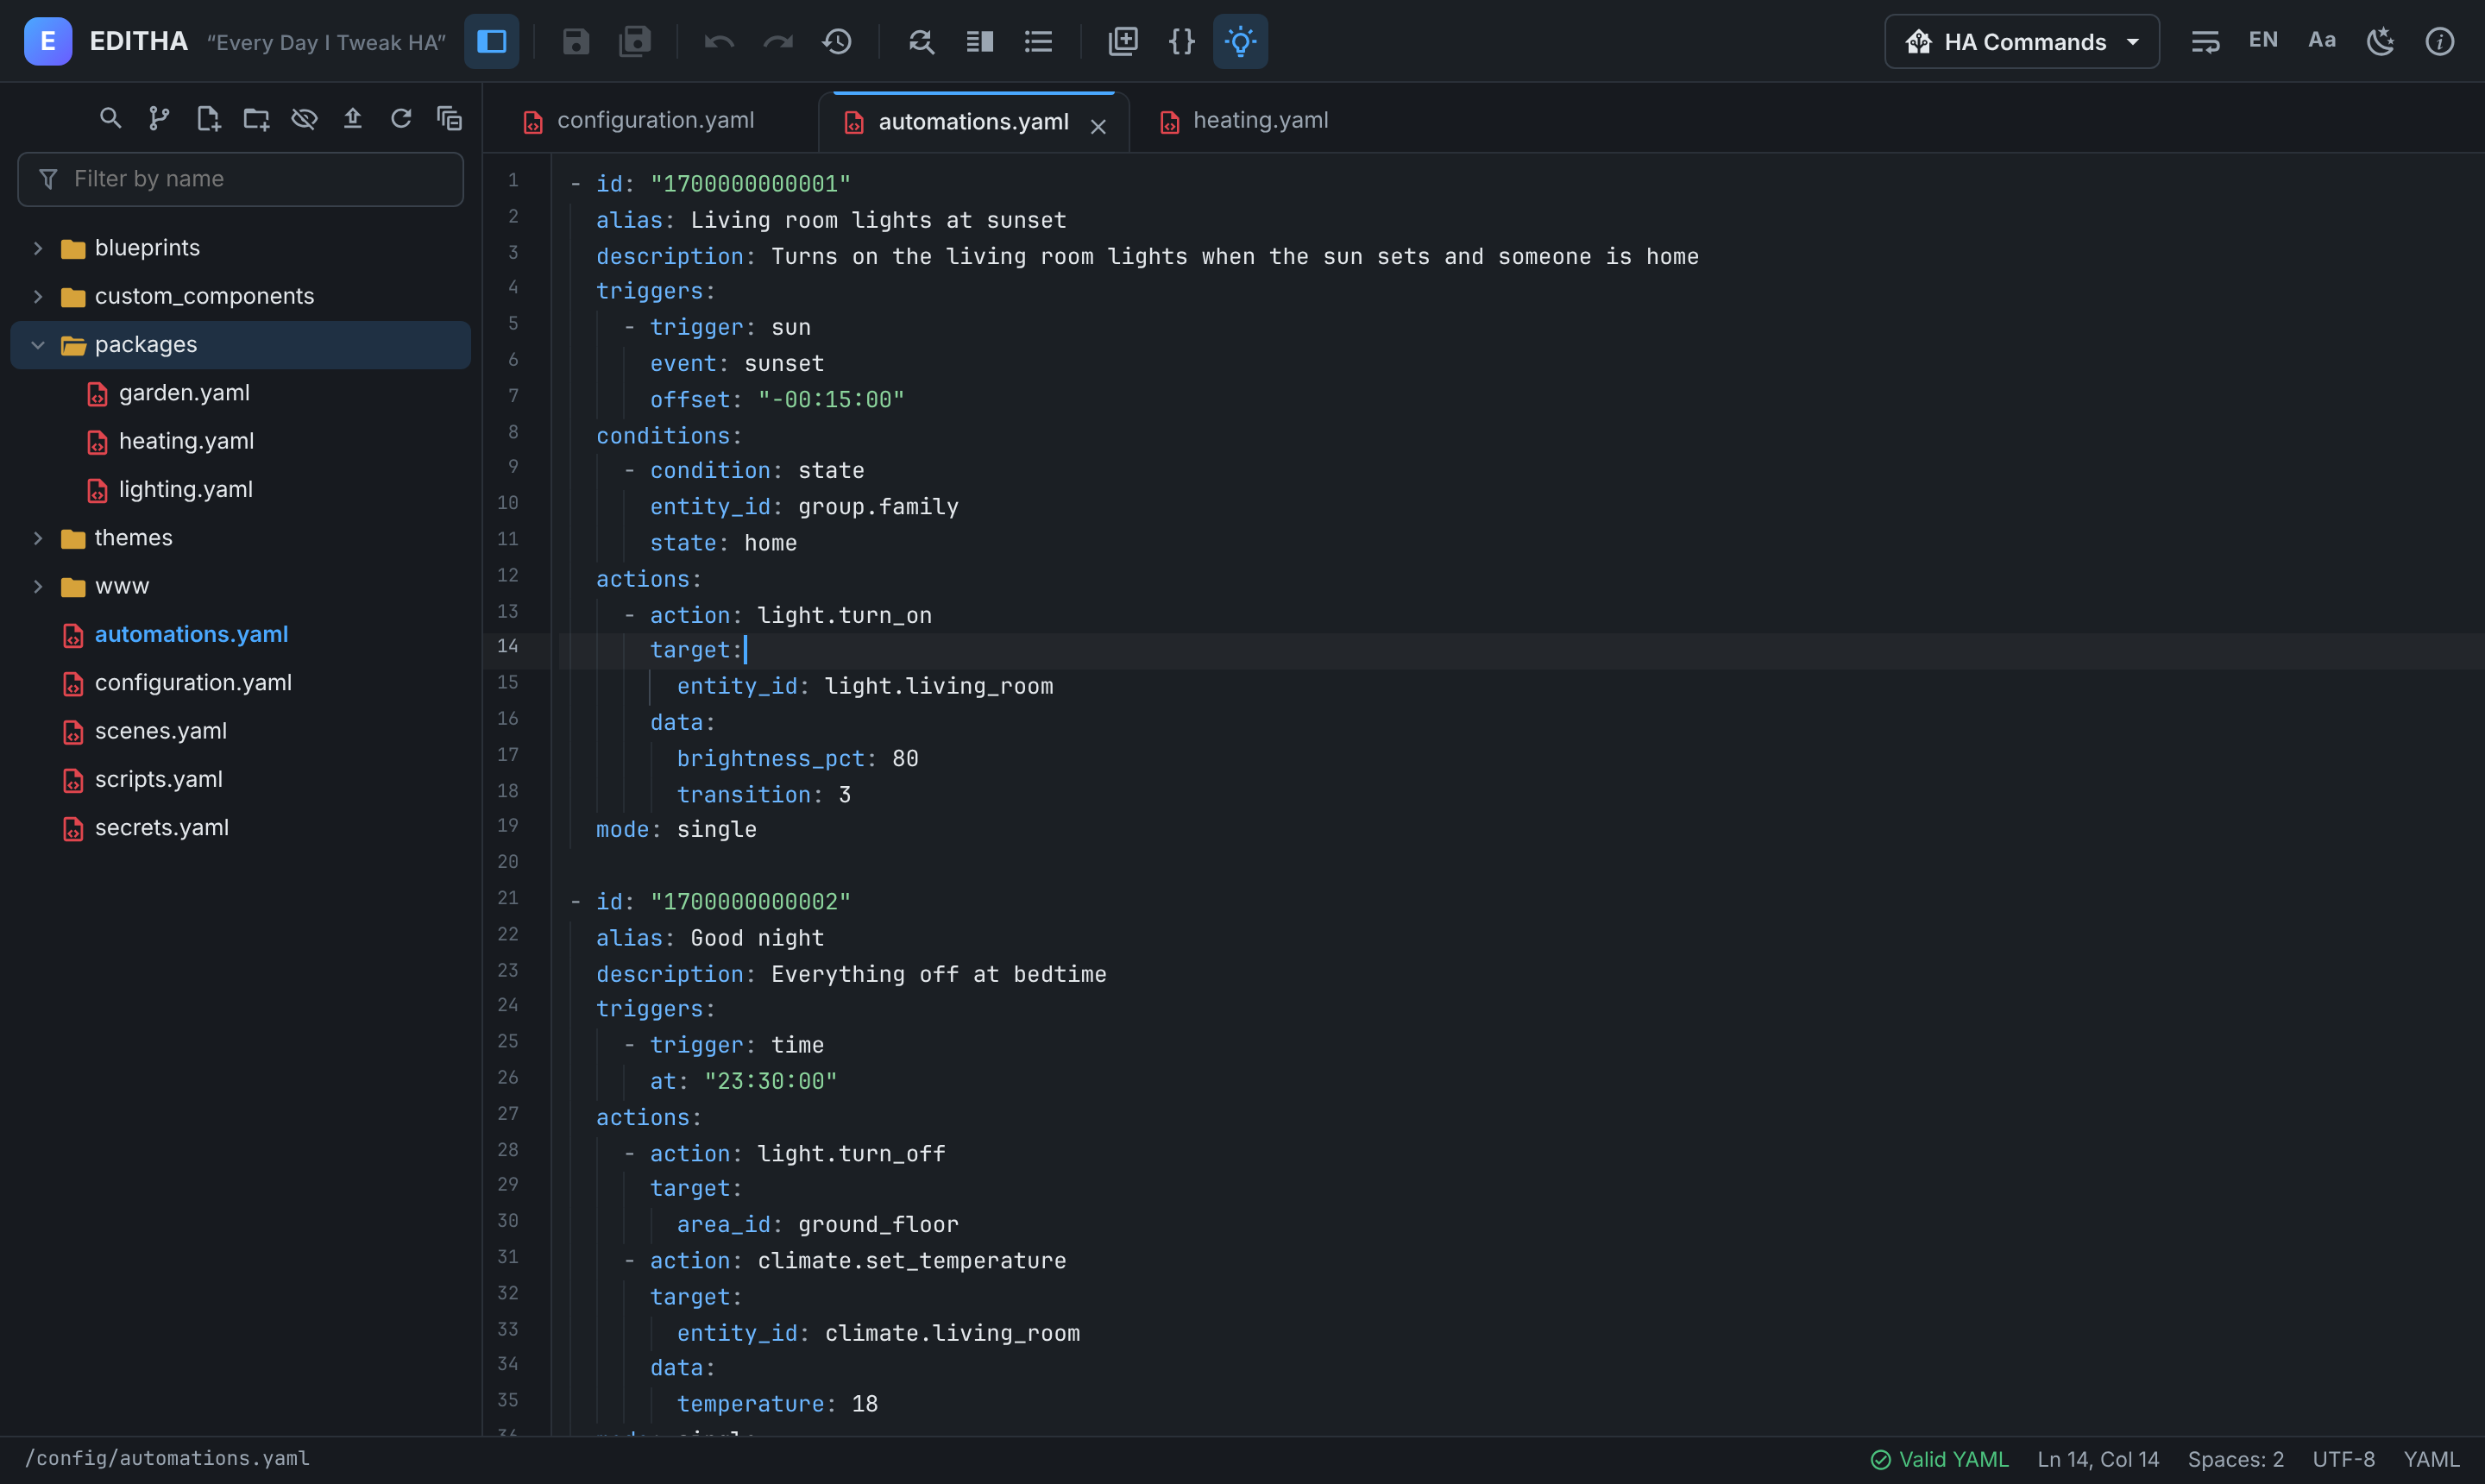 E EDITHA “Every Day I Tweak HA” HA Commands EN Aa
Filter by name
blueprints
custom_components
packages
garden.yaml
heating.yaml
lighting.yaml
themes
www
automations.yaml
configuration.yaml
scenes.yaml
scripts.yaml
secrets.yaml
configuration.yaml automations.yaml heating.yaml
1 - id: "1700000000001"
2 alias: Living room lights at sunset
3 description: Turns on the living room lights when the sun sets and someone is home
4 triggers:
5 - trigger: sun
6 event: sunset
7 offset: "-00:15:00"
8 conditions:
9 - condition: state
10 entity_id: group.family
11 state: home
12 actions:
13 - action: light.turn_on
14 target:
15 entity_id: light.living_room
16 data:
17 brightness_pct: 80
18 transition: 3
19 mode: single
20
21 - id: "1700000000002"
22 alias: Good night
23 description: Everything off at bedtime
24 triggers:
25 - trigger: time
26 at: "23:30:00"
27 actions:
28 - action: light.turn_off
29 target:
30 area_id: ground_floor
31 - action: climate.set_temperature
32 target:
33 entity_id: climate.living_room
34 data:
35 temperature: 18
/config/automations.yaml Valid YAML Ln 14, Col 14 Spaces: 2 UTF-8 YAML